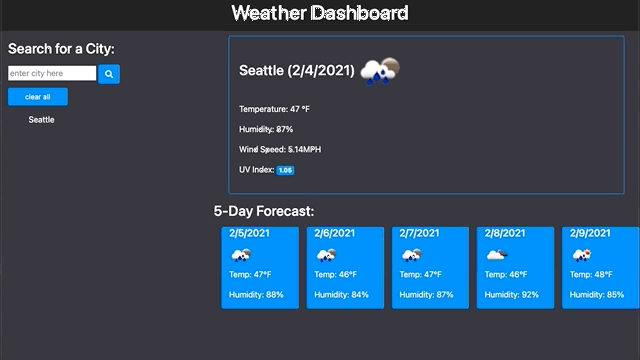 Weather Dashboard
Search for a City:
enter city here
clear all
Seattle
Seattle (2/4/2021)
Temperature: 47 °F
Humidity: 87%
Wind Speed: 5.14MPH
UV Index: 1.05
5-Day Forecast:
2/5/2021
Temp: 47°F
Humidity: 88%
2/6/2021
Temp: 46°F
Humidity: 84%
2/7/2021
Temp: 47°F
Humidity: 87%
2/8/2021
Temp: 46°F
Humidity: 92%
2/9/2021
Temp: 48°F
Humidity: 85%